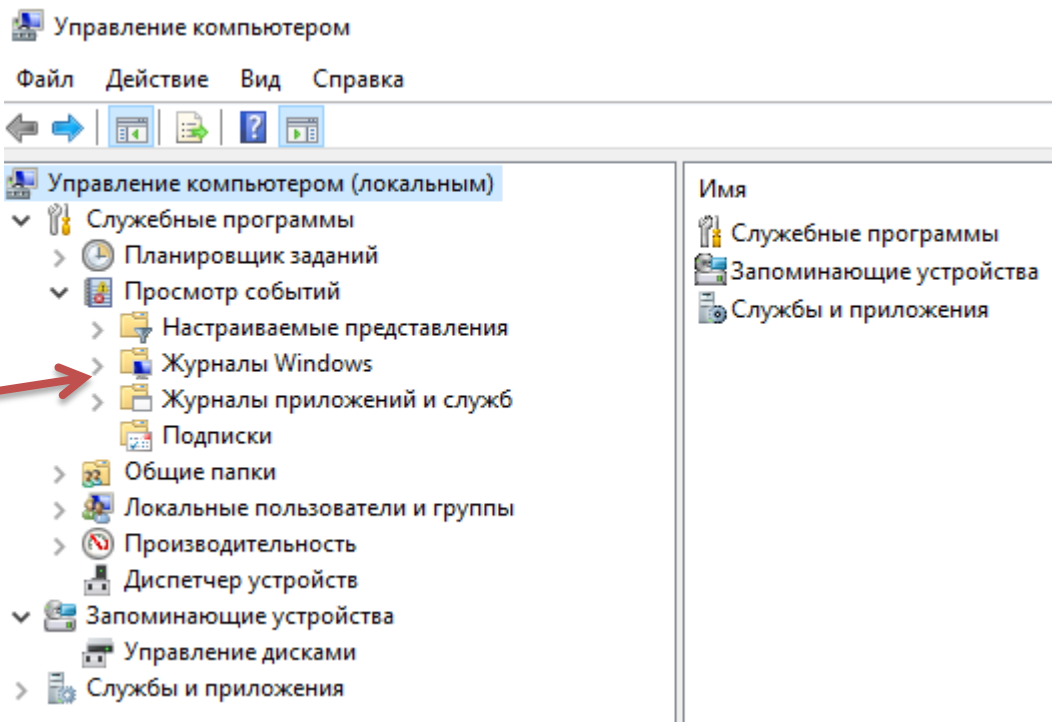 Управление компьютером
Файл Действие Вид Справка
Управление компьютером (локальным)
Служебные программы
Планировщик заданий
Просмотр событий
Настраиваемые представления
Журналы Windows
Журналы приложений и служб
Подписки
Общие папки
Локальные пользователи и группы
Производительность
Диспетчер устройств
Запоминающие устройства
Управление дисками
Службы и приложения
Имя
Служебные программы
Запоминающие устройства
Службы и приложения